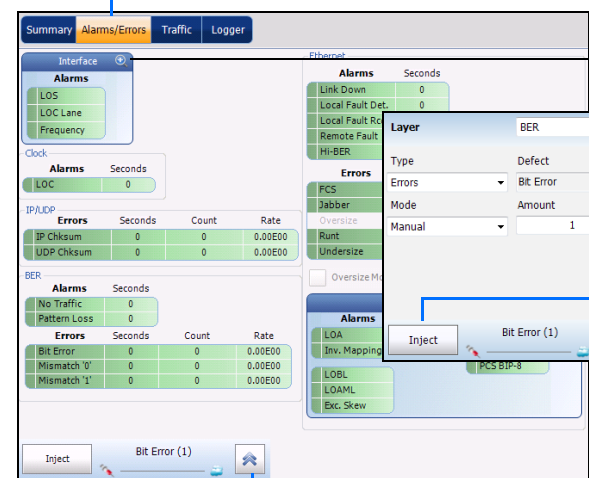 Summary Alarms/Errors Traffic Logger
Interface
Alarms
LOS
LOC Lane
Frequency
Clock
Alarms Seconds
LOC 0
IP/UDP
Errors Seconds Count Rate
IP Chksum 0 0 0.00E00
UDP Chksum 0 0 0.00E00
BER
Alarms Seconds
No Traffic 0
Pattern Loss 0
Errors Seconds Count Rate
Bit Error 0 0 0.00E00
Mismatch '0' 0 0 0.00E00
Mismatch '1' 0 0 0.00E00
Inject Bit Error (1)
Ethernet
Alarms Seconds
Link Down 0
Local Fault Det. 0
Local Fault
Remote Fault
Hi-BER
Errors
FCS
Jabber
Oversize
Runt
Undersize
Oversize
Alarms
LOA
Inv. Mapping
LOBL
LOAML
Exc. Skew
PCS BIP-8
Layer BER
Type Defect
Errors Bit Error
Mode Amount
Manual 1
Inject Bit Error (1)